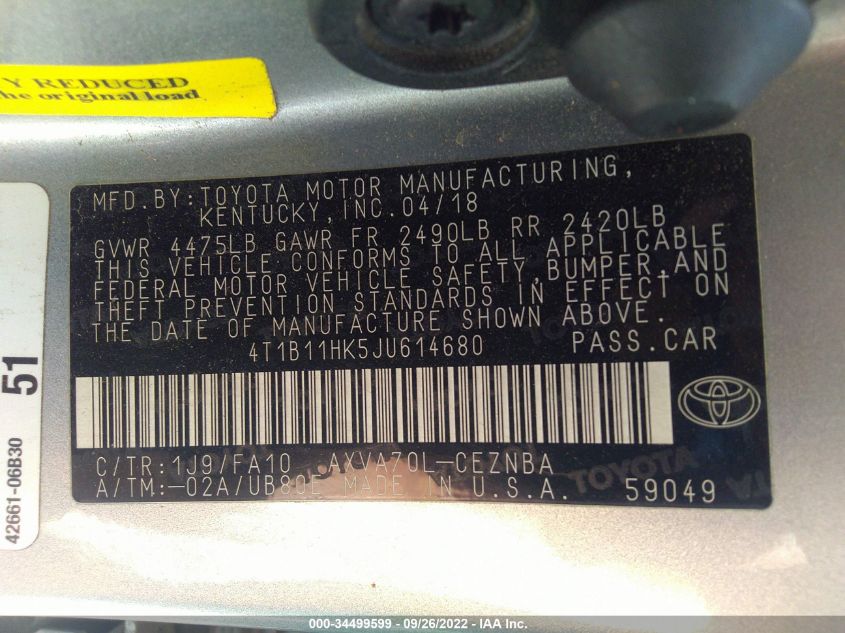 Y REDUCED
the original load
MFD. BY: TOYOTA MOTOR MANUFACTURING,
KENTUCKY, INC. 04/18
GVWR 4475LB GAWR FR 2490LB RR 2420LB
THIS VEHICLE CONFORMS TO ALL APPLICABLE
FEDERAL MOTOR VEHICLE SAFETY, BUMPER, AND
THEFT PREVENTION STANDARDS IN EFFECT ON
THE DATE OF MANUFACTURE SHOWN ABOVE.
4T1B11HK5JU614680 PASS.CAR
C/TR: 1J9/FA10 AXVA70L-CEZNBA
A/TM: -02A/UB80E MADE IN U.S.A. 59049
51
42661-06B30
000-34499599 - 09/26/2022 - IAA Inc.